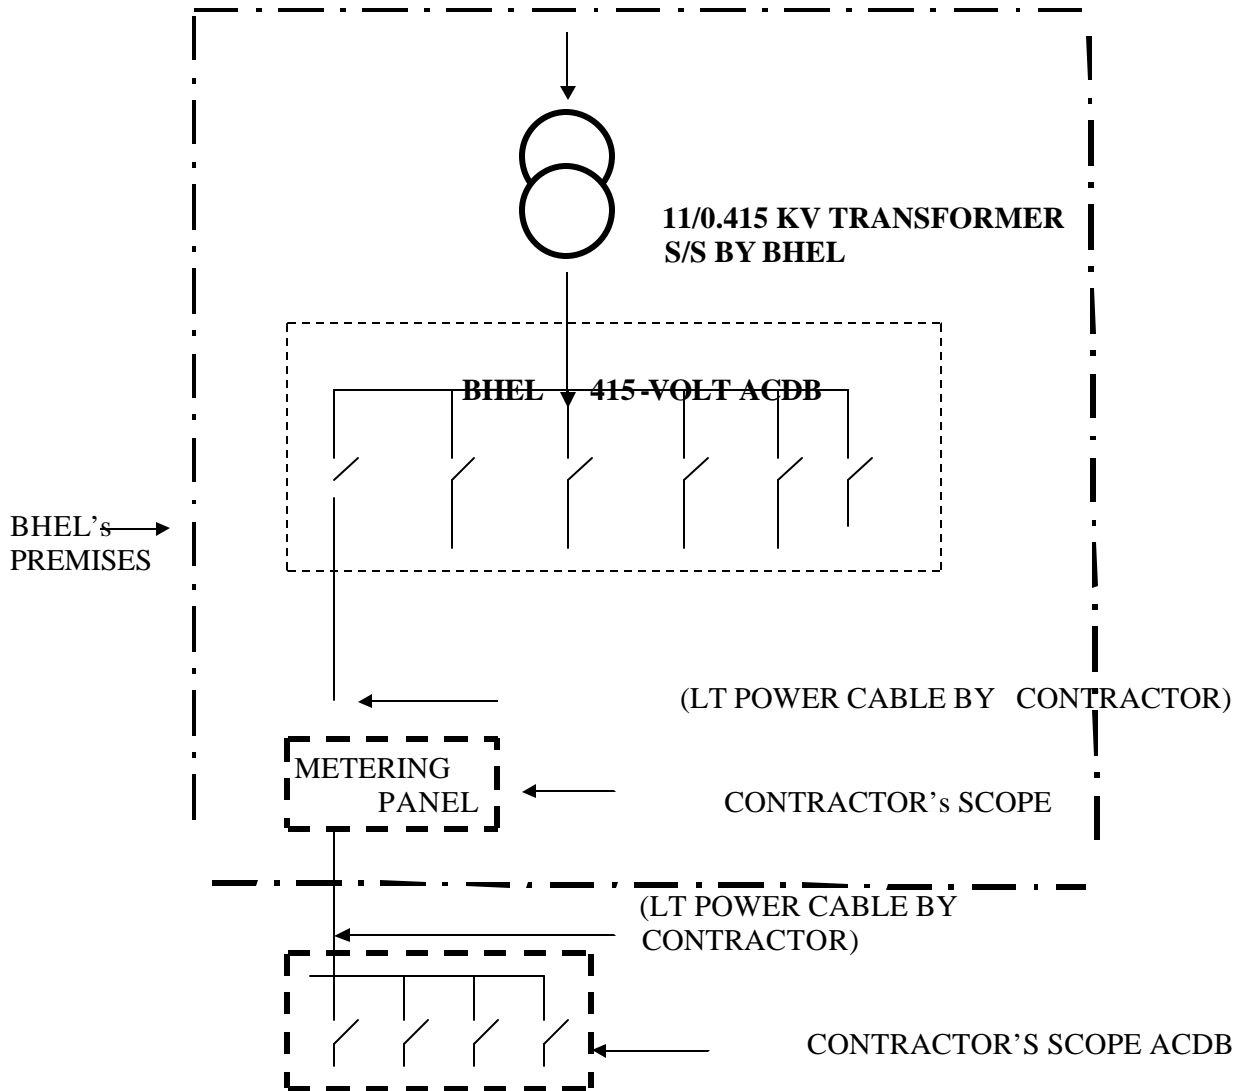 11/0.415 KV TRANSFORMER
S/S BY BHEL
BHEL 415-VOLT ACDB
BHEL’s
PREMISES
(LT POWER CABLE BY CONTRACTOR)
METERING
PANEL
CONTRACTOR’s SCOPE
(LT POWER CABLE BY
CONTRACTOR)
CONTRACTOR’S SCOPE ACDB